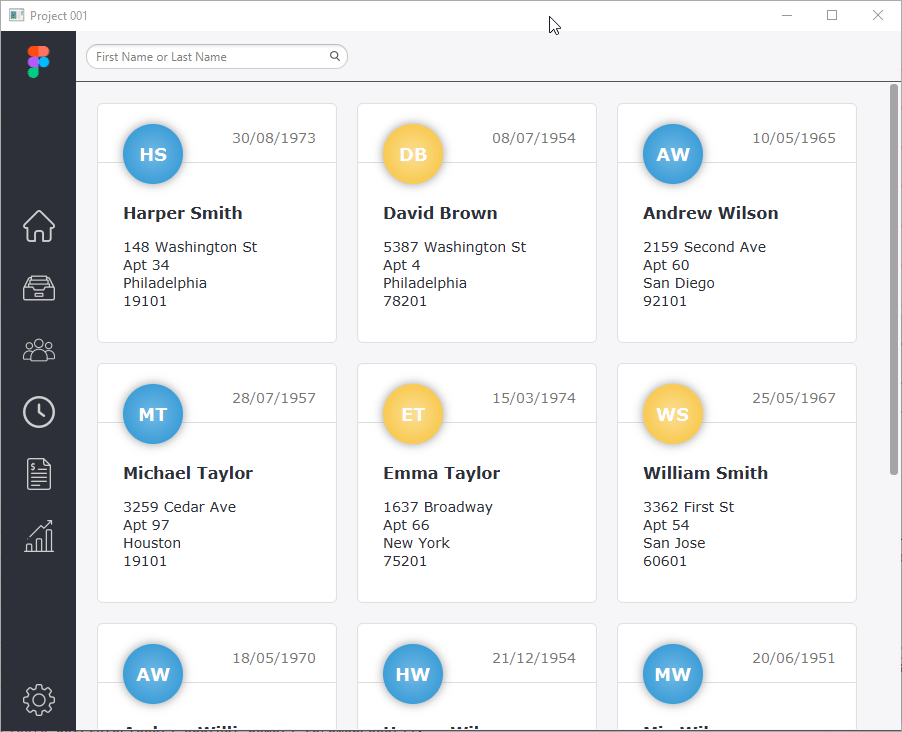 Project 001
First Name or Last Name
HS
30/08/1973
Harper Smith
148 Washington St
Apt 34
Philadelphia
19101
DB
08/07/1954
David Brown
5387 Washington St
Apt 4
Philadelphia
78201
AW
10/05/1965
Andrew Wilson
2159 Second Ave
Apt 60
San Diego
92101
MT
28/07/1957
Michael Taylor
3259 Cedar Ave
Apt 97
Houston
19101
ET
15/03/1974
Emma Taylor
1637 Broadway
Apt 66
New York
75201
WS
25/05/1967
William Smith
3362 First St
Apt 54
San Jose
60601
AW
18/05/1970
HW
21/12/1954
MW
20/06/1951